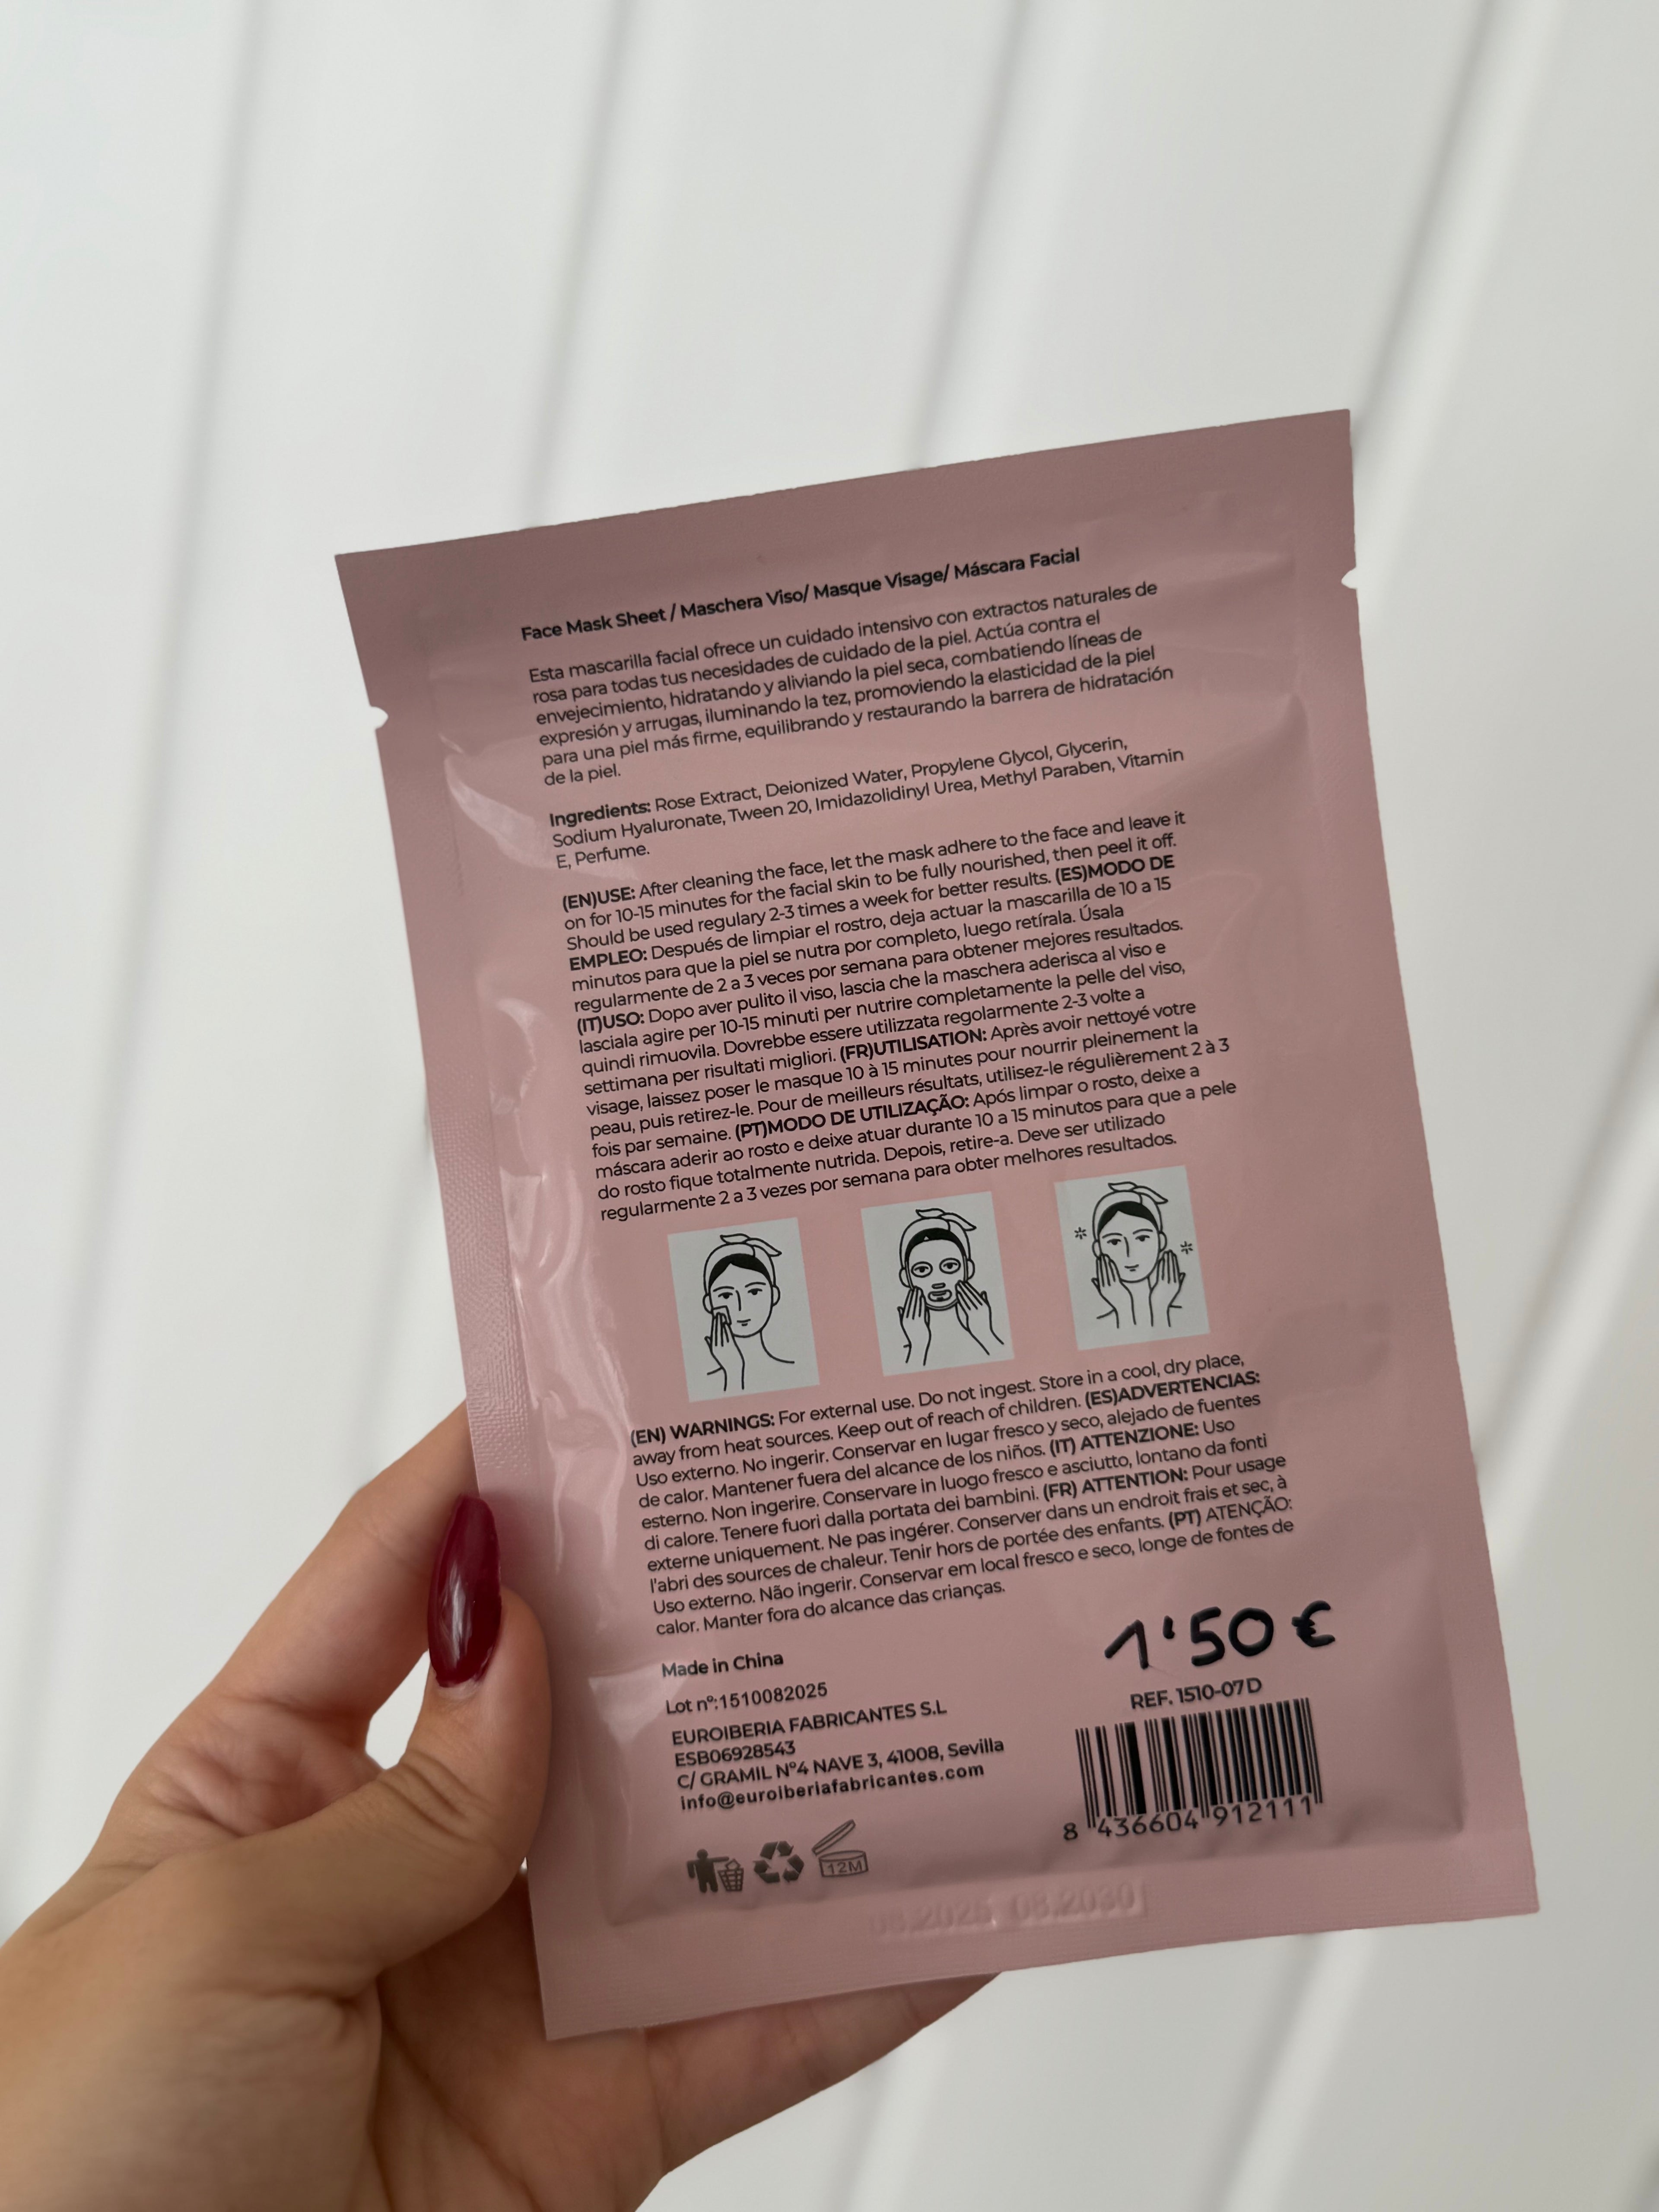 Face Mask Sheet / Maschera Viso/ Masque Visage/ Máscara Facial
Esta mascarilla facial ofrece un cuidado intensivo con extractos naturales de
rosa para todas tus necesidades de cuidado de la piel. Actúa contra el
envejecimiento, hidratando y aliviando la piel seca, combatiendo líneas de
expresión y arrugas, iluminando la tez, promoviendo la elasticidad de la piel
para una piel más firme, equilibrando y restaurando la barrera de hidratación
de la piel.
Ingredients: Rose Extract, Deionized Water, Propylene Glycol, Glycerin,
Sodium Hyaluronate, Tween 20, Imidazolidinyl Urea, Methyl Paraben, Vitamin
E, Perfume.
(EN)USE: After cleaning the face, let the mask adhere to the face and leave it
on for 10-15 minutes for the facial skin to be fully nourished, then peel it off.
Should be used regulary 2-3 times a week for better results. (ES)MODO DE
EMPLEO: Después de limpiar el rostro, deja actuar la mascarilla de 10 a 15
minutos para que la piel se nutra por completo, luego retírala. Úsala
regularmente de 2 a 3 veces por semana para obtener mejores resultados.
(IT)USO: Dopo aver pulito il viso, lascia che la maschera aderisca al viso e
lasciala agire per 10-15 minuti per nutrire completamente la pelle del viso,
quindi rimuovila. Dovrebbe essere utilizzata regolarmente 2-3 volte a
settimana per risultati migliori. (FR)UTILISATION: Après avoir nettoyé votre
visage, laissez poser le masque 10 à 15 minutes pour nourrir pleinement la
peau, puis retirez-le. Pour de meilleurs résultats, utilisez-le régulièrement 2 à 3
fois par semaine. (PT)MODO DE UTILIZAÇÃO: Após limpar o rosto, deixe a
máscara aderir ao rosto e deixe atuar durante 10 a 15 minutos para que a pele
do rosto fique totalmente nutrida. Depois, retire-a. Deve ser utilizado
regularmente 2 a 3 vezes por semana para obter melhores resultados.
(EN) WARNINGS: For external use. Do not ingest. Store in a cool, dry place,
away from heat sources. Keep out of reach of children. (ES)ADVERTENCIAS:
Uso externo. No ingerir. Conservar en lugar fresco y seco, alejado de fuentes
de calor. Mantener fuera del alcance de los niños. (IT) ATTENZIONE: Uso
esterno. Non ingerire. Conservare in luogo fresco e asciutto, lontano da fonti
di calore. Tenere fuori dalla portata dei bambini. (FR) ATTENTION: Pour usage
externe uniquement. Ne pas ingérer. Conserver dans un endroit frais et sec, à
l'abri des sources de chaleur. Tenir hors de portée des enfants. (PT) ATENÇÃO:
Uso externo. Não ingerir. Conservar em local fresco e seco, longe de fontes de
calor. Manter fora do alcance das crianças.
1'50 €
Made in China
Lot nº:1510082025
EUROIBERIA FABRICANTES S.L
ESB06928543
C/ GRAMIL Nº4 NAVE 3, 41008, Sevilla
info@euroiberiafabricantes.com
REF. 1510-07D
8 436604 912111
12M
08.2025 08.2030